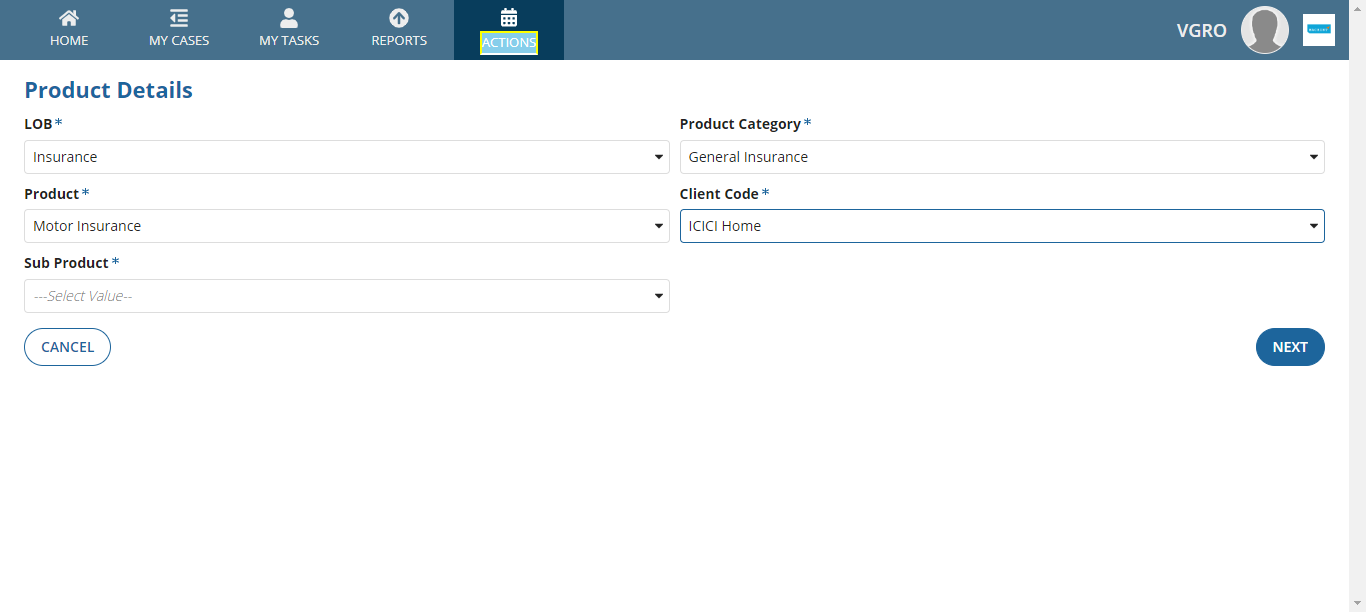 HOME MY CASES MY TASKS REPORTS ACTIONS VGRO
Product Details
LOB * Product Category *
Insurance General Insurance
Product * Client Code *
Motor Insurance ICICI Home
Sub Product *
---Select Value--
CANCEL NEXT